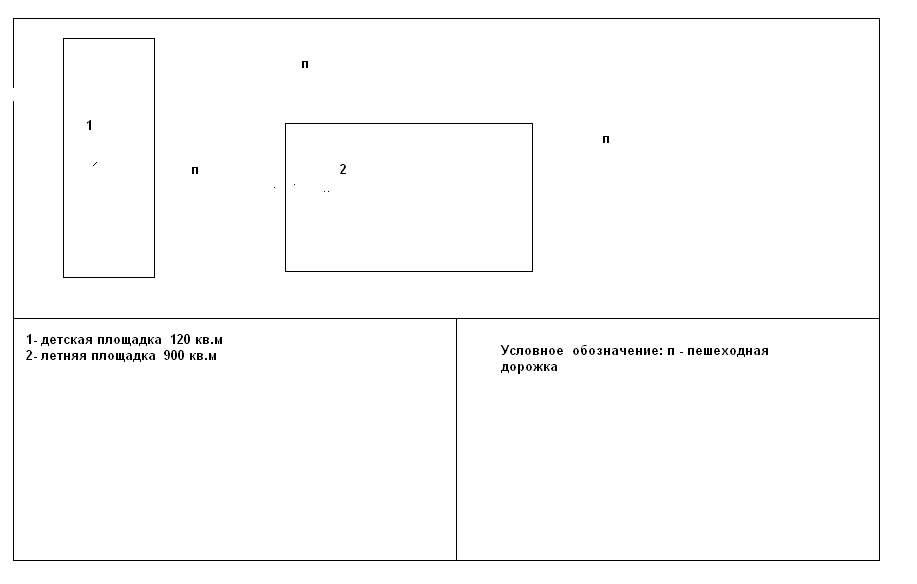 п
1
п
п
2
1- детская площадка 120 кв.м
2- летняя площадка 900 кв.м
Условное обозначение: п - пешеходная
дорожка